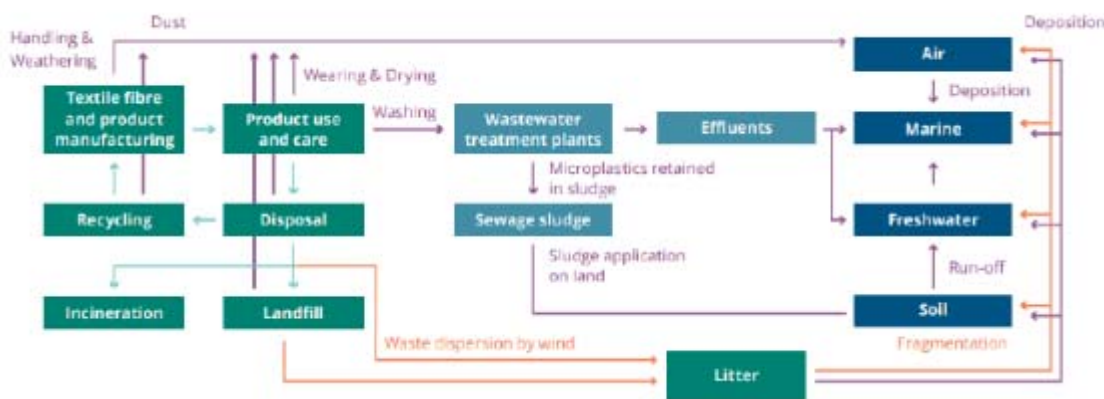 Dust
Deposition
Handling &
Weathering
Air
Wearing & Drying
Deposition
Textile fibre
and product
manufacturing
Product use
and care
Washing
Wastewater
treatment plants
Effluents
Marine
Microplastics retained
in sludge
Recycling
Disposal
Sewage sludge
Freshwater
Sludge application
on land
Run-off
Incineration
Landfill
Soil
Waste dispersion by wind
Fragmentation
Litter